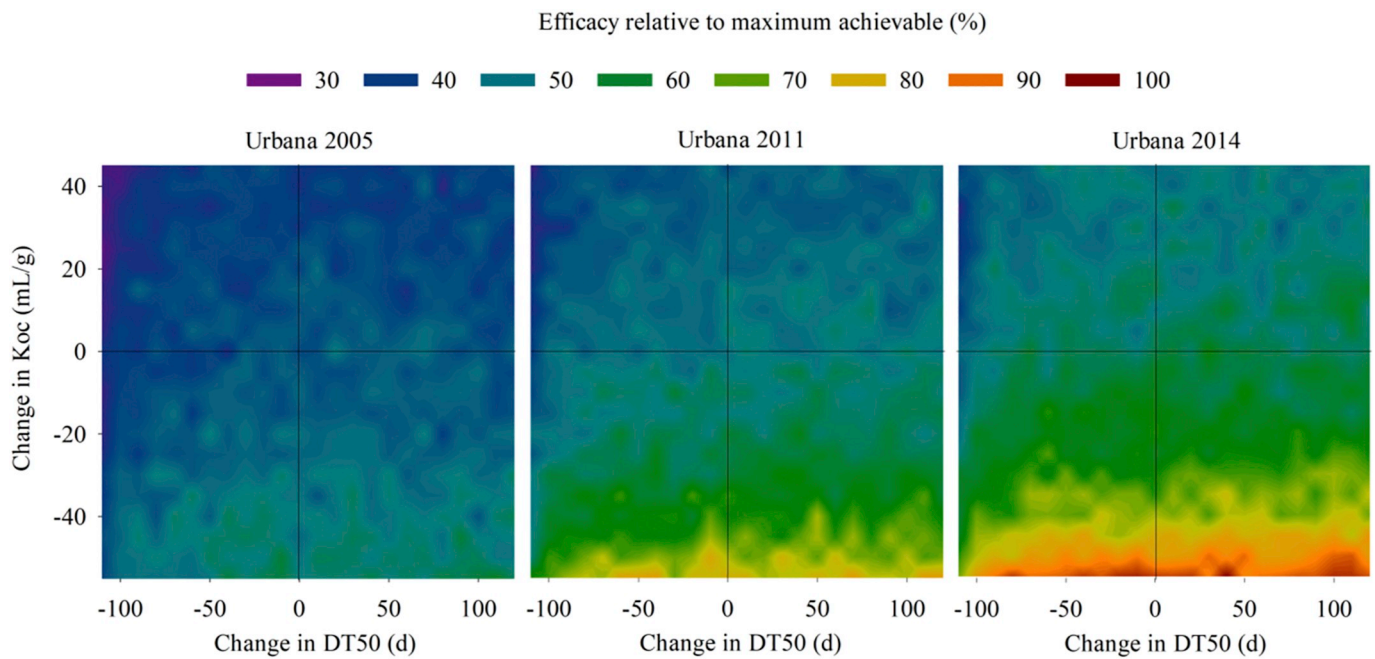 Efficacy relative to maximum achievable (%)
30 40 50 60 70 80 90 100
Urbana 2005 Urbana 2011 Urbana 2014
Change in Koc (mL/g)
40
20
0
-20
-40
-100 -50 0 50 100 -100 -50 0 50 100 -100 -50 0 50 100
Change in DT50 (d) Change in DT50 (d) Change in DT50 (d)